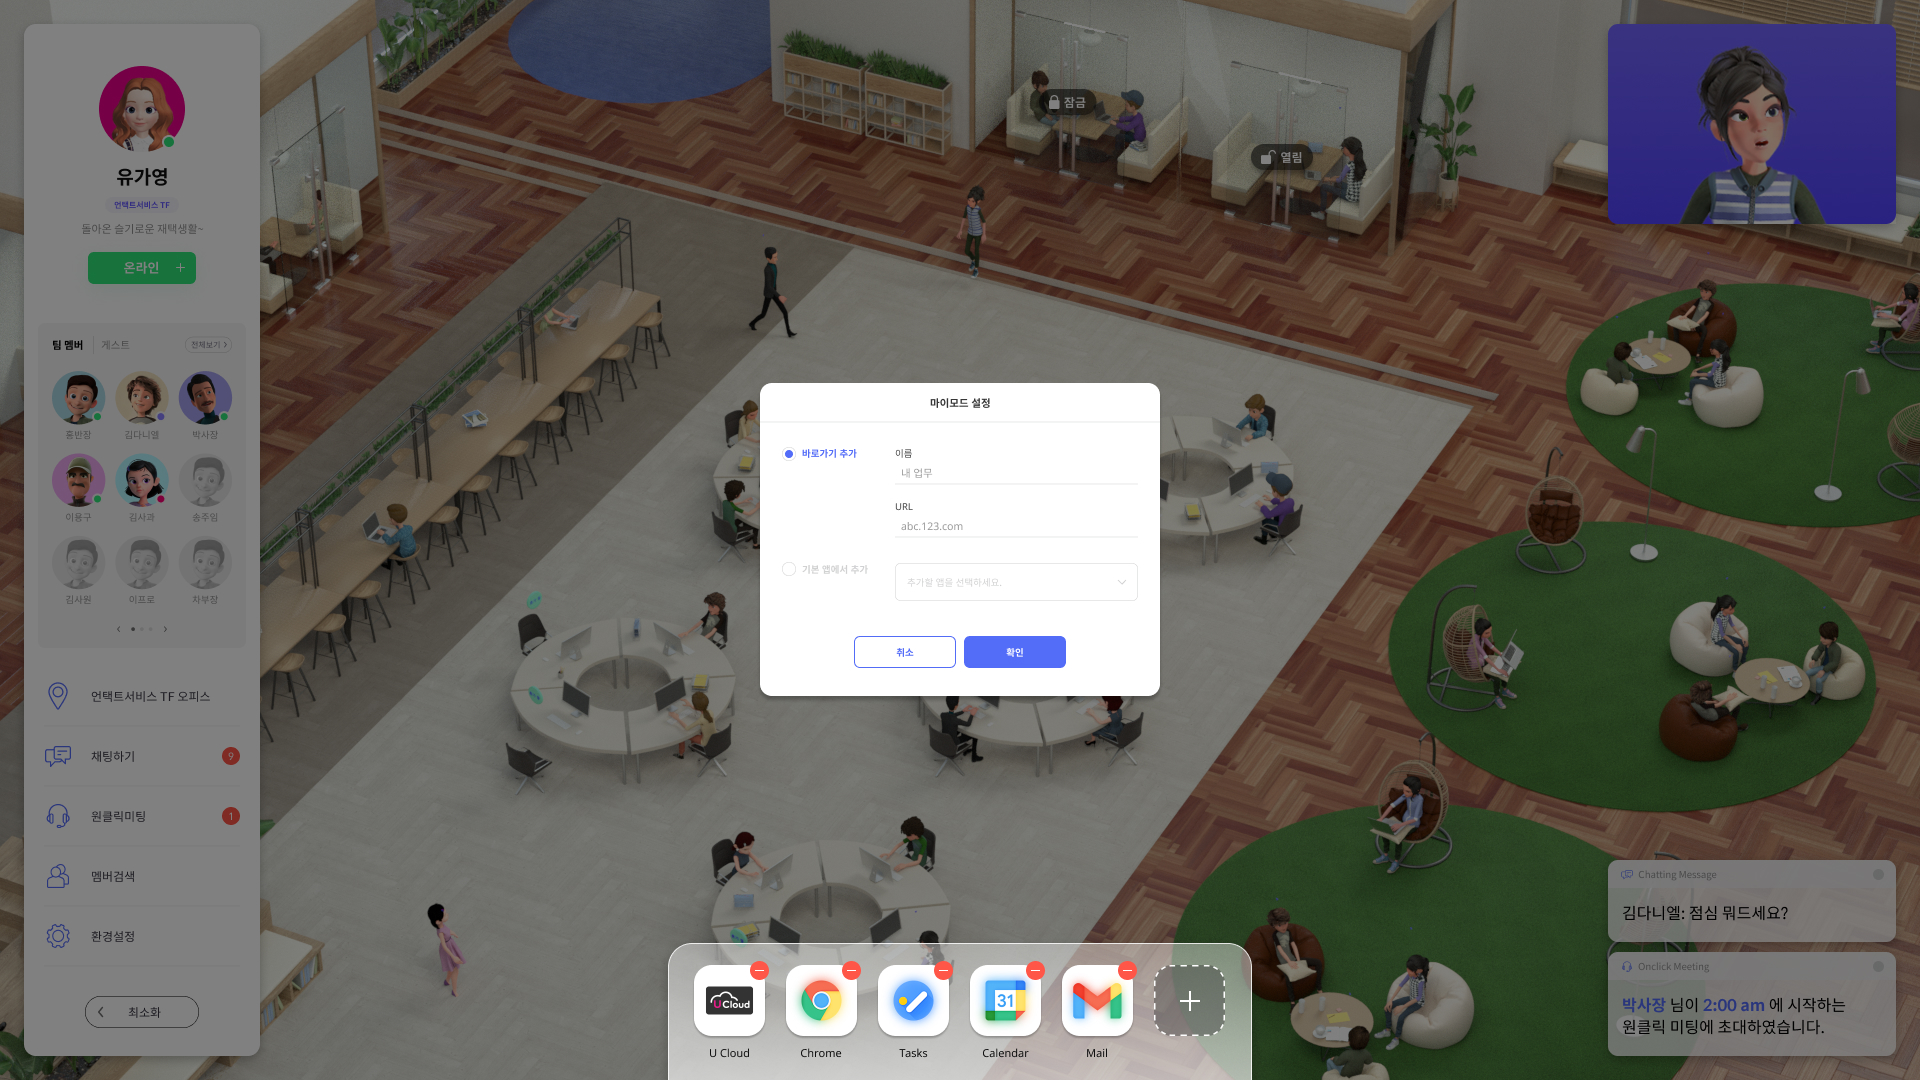 유가영
언택트서비스 TF
돌아온 슬기로운 재택생활~
온라인 +
팀 멤버
게스트
전체보기 >
홍반장
김다니엘
박사장
이용구
김사과
송주임
김사원
이프로
차부장
언택트서비스 TF 오피스
채팅하기
9
원클릭미팅
1
멤버검색
환경설정
최소화
잠금
열림
마이모드 설정
바로가기 추가
이름
내 업무
URL
abc.123.com
기본 앱에서 추가
추가할 앱을 선택하세요.
취소
확인
UCloud
31
U Cloud
Chrome
Tasks
Calendar
Mail
Chatting Message
김다니엘: 점심 뭐드세요?
Onclick Meeting
박사장 님이 2:00 am 에 시작하는
원클릭 미팅에 초대하였습니다.